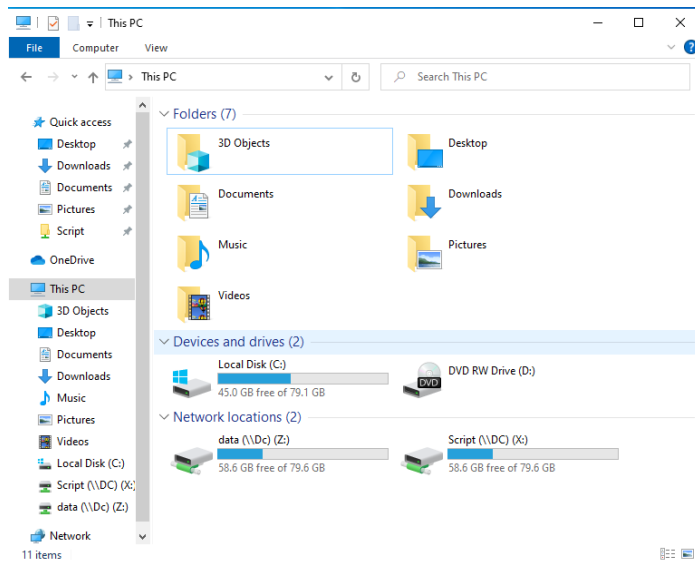 This PC
File Computer View
This PC
Search This PC
Quick access
Desktop
Downloads
Documents
Pictures
Script
OneDrive
This PC
3D Objects
Desktop
Documents
Downloads
Music
Pictures
Videos
Local Disk (C:)
Script (\\DC) (X:)
data (\\Dc) (Z:)
Network
Folders (7)
3D Objects
Desktop
Documents
Downloads
Music
Pictures
Videos
Devices and drives (2)
Local Disk (C:)
45.0 GB free of 79.1 GB
DVD RW Drive (D:)
DVD
Network locations (2)
data (\\Dc) (Z:)
58.6 GB free of 79.6 GB
Script (\\DC) (X:)
58.6 GB free of 79.6 GB
11 items